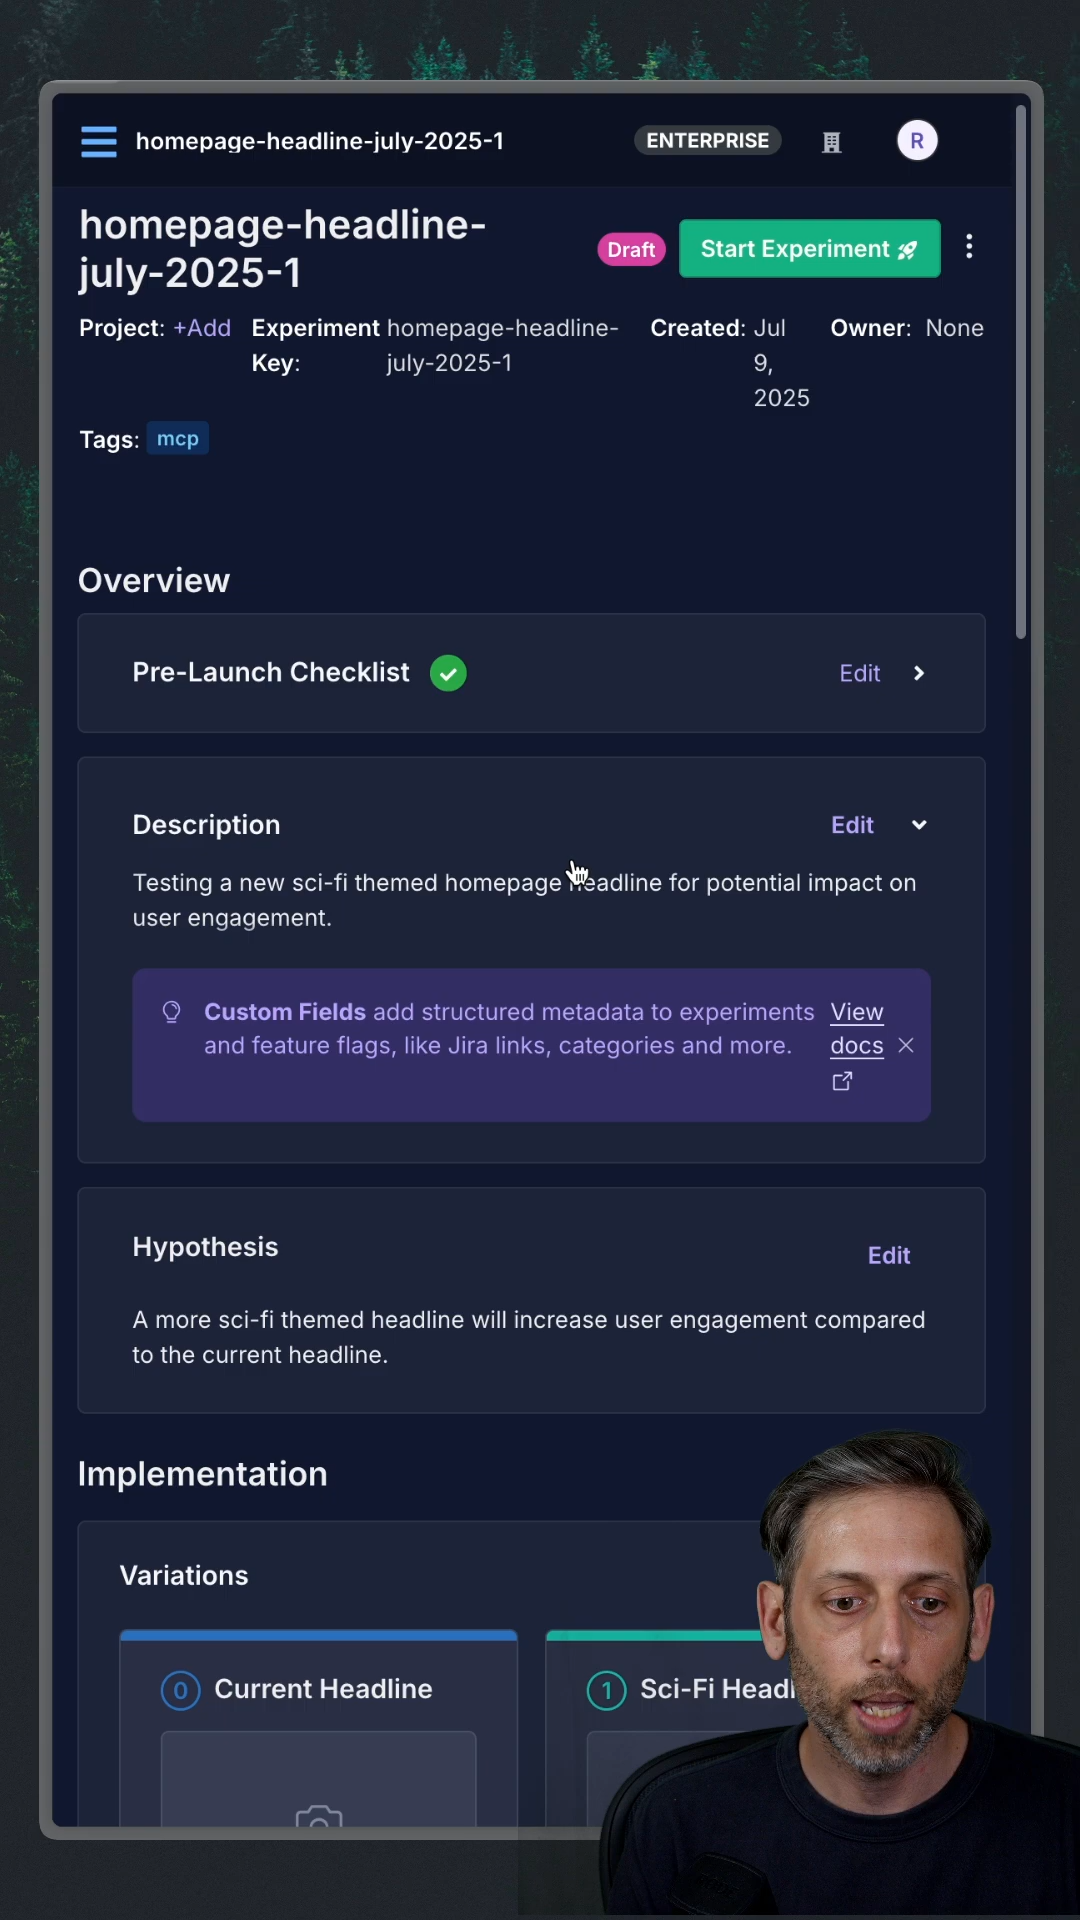 homepage-headline-july-2025-1 ENTERPRISE R
homepage-headline-
july-2025-1
Draft
Start Experiment
Project: +Add Experiment homepage-headline- Created: Jul Owner: None
Key: july-2025-1 9,
2025
Tags: mcp
Overview
Pre-Launch Checklist Edit
Description Edit
Testing a new sci-fi themed homepage headline for potential impact on
user engagement.
Custom Fields add structured metadata to experiments View
and feature flags, like Jira links, categories and more. docs
Hypothesis Edit
A more sci-fi themed headline will increase user engagement compared
to the current headline.
Implementation
Variations
0 Current Headline
1 Sci-Fi Headl